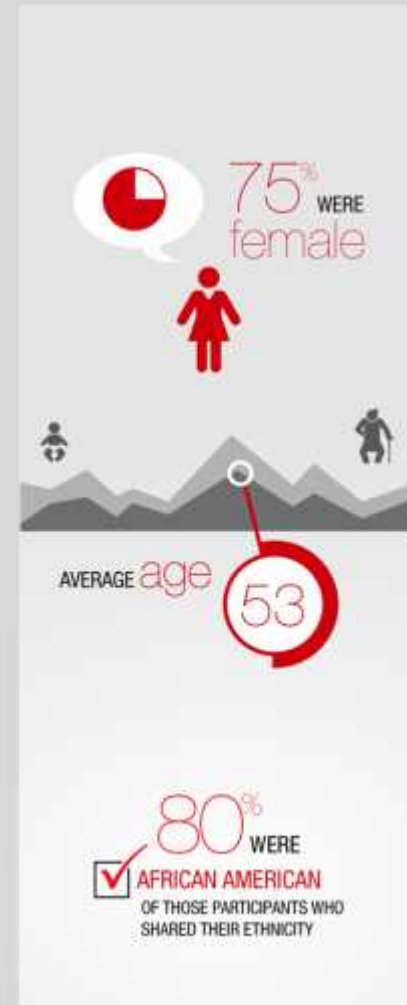 75% WERE
female
AVERAGE age
53
80% WERE
AFRICAN AMERICAN
OF THOSE PARTICIPANTS WHO
SHARED THEIR ETHNICITY